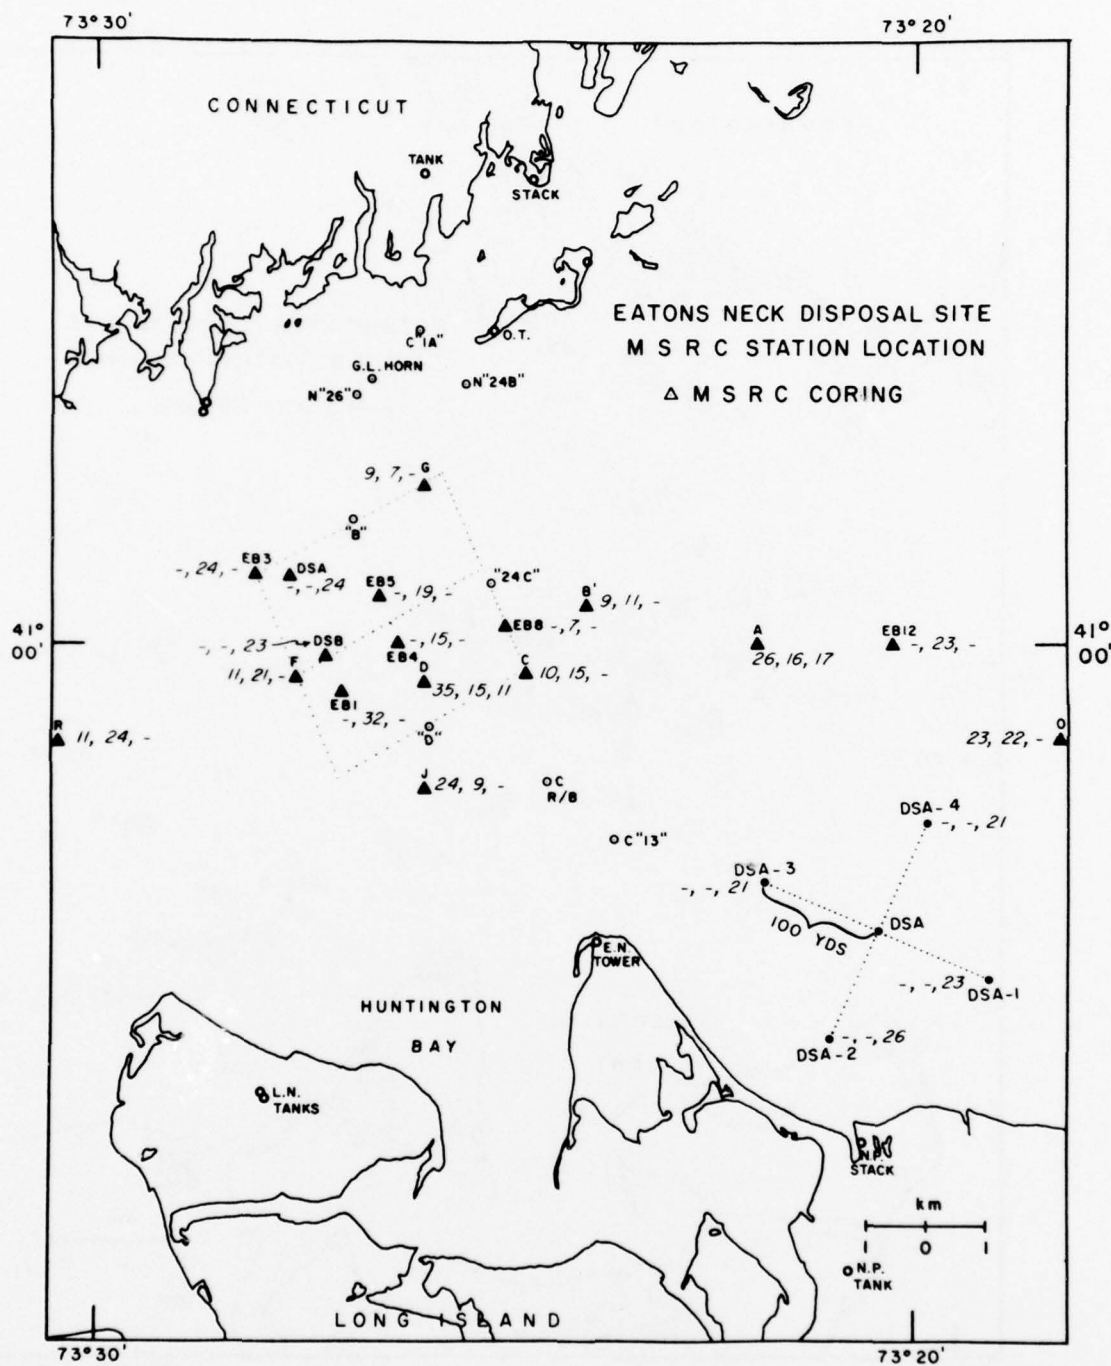 73° 30'
73° 20'
CONNECTICUT
TANK
STACK
EATONS NECK DISPOSAL SITE
M S R C STATION LOCATION
△ M S R C CORING
O.T.
C"1A"
G.L. HORN
N"26"
N"24B"
G
9, 7, -
"B"
EB3
-, 24, -
DSA
-, -, 24
EB5
-, 19, -
"24C"
B'
9, 11, -
EB8 -, 7, -
41° 00'
-, -, 23
DSB
-, 15, -
EB4
A
26, 16, 17
EB12
-, 23, -
41° 00'
F
11, 21, -
D
35, 15, 11
C
10, 15, -
EB1
-, 32, -
"D"
R
11, 24, -
O
23, 22, -
J
24, 9, -
C
R/B
C"13"
DSA-4
-, -, 21
DSA-3
-, -, 21
100 YDS
DSA
-, -, 23
DSA-1
-, -, 26
DSA-2
E.N.
TOWER
HUNTINGTON
BAY
L.N.
TANKS
N.P.
STACK
km
1 0 1
N.P.
TANK
LONG ISLAND
73° 30'
73° 20'